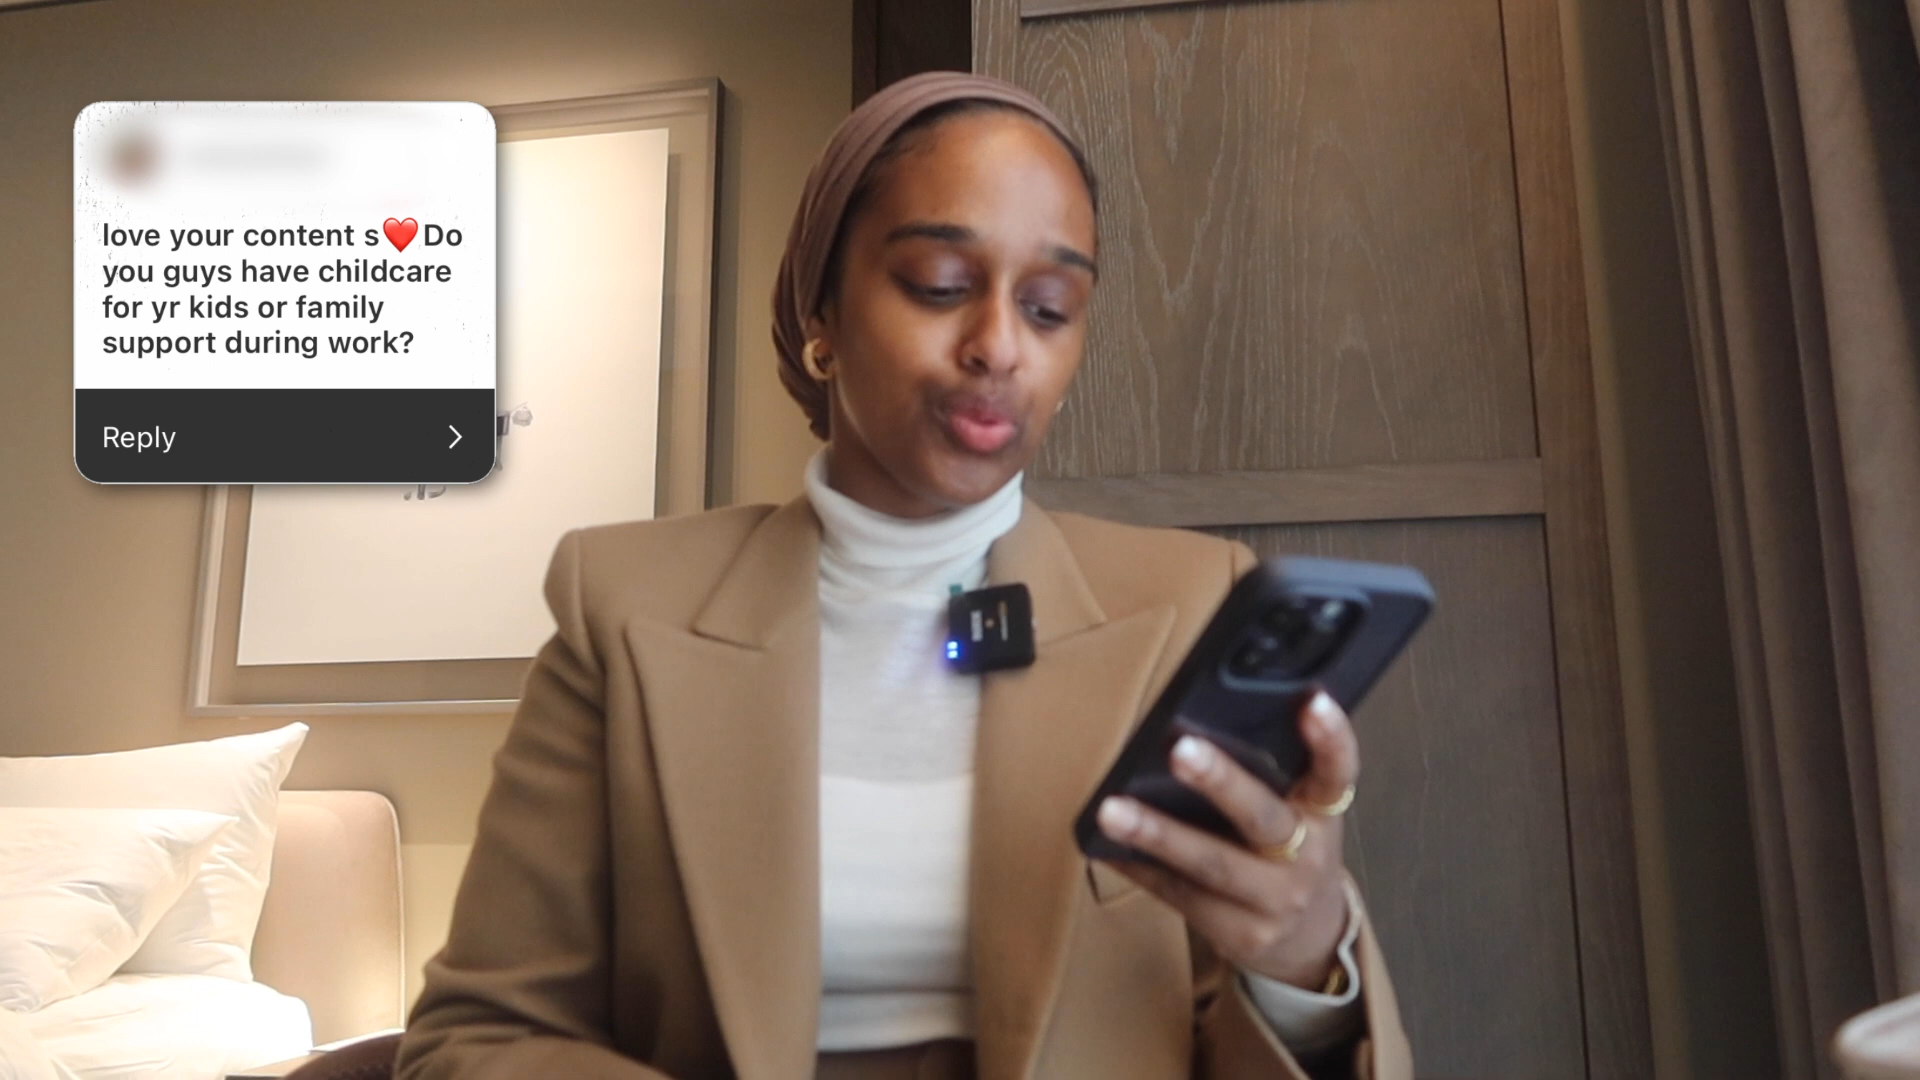 love your content s❤️Do
you guys have childcare
for yr kids or family
support during work?
Reply